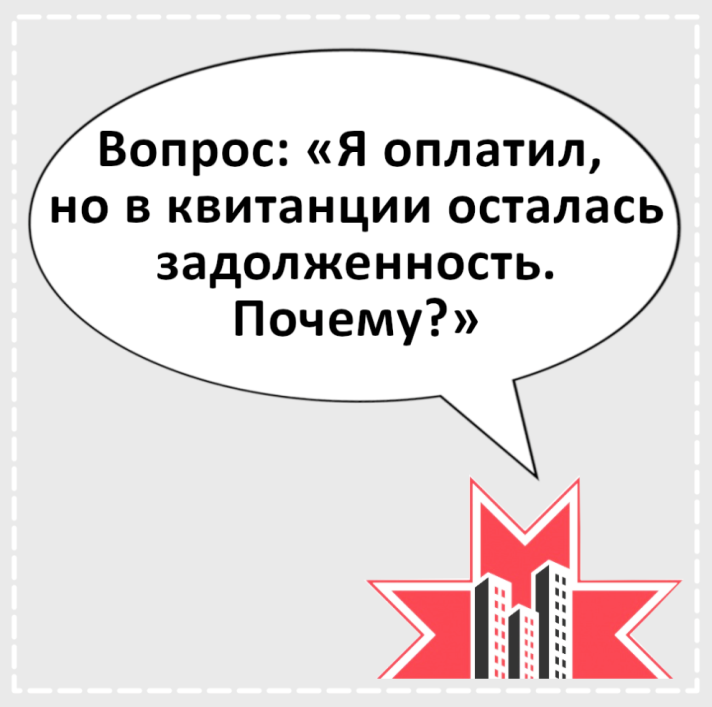 Вопрос: «Я оплатил,
но в квитанции осталась
задолженность.
Почему?»